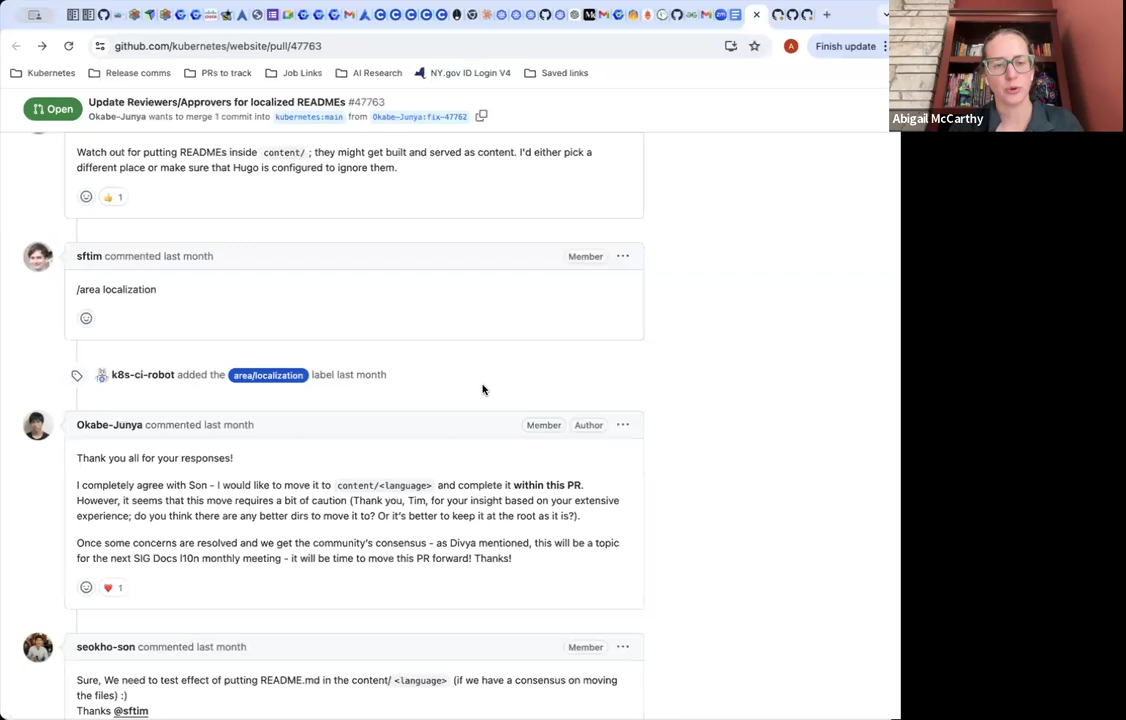 github.com/kubernetes/website/pull/47763
A
Finish update
Kubernetes
Release comms
PRs to track
Job Links
AI Research
NY.gov ID Login V4
Saved links
Open
Update Reviewers/Approvers for localized READMEs #47763
Okabe-Junya wants to merge 1 commit into kubernetes:main from Okabe-Junya:fix-47762
Abigail McCarthy
Watch out for putting READMEs inside content/ ; they might get built and served as content. I'd either pick a
different place or make sure that Hugo is configured to ignore them.
1
sftim commented last month
Member
/area localization
k8s-ci-robot added the area/localization label last month
Okabe-Junya commented last month
Member
Author
Thank you all for your responses!
I completely agree with Son - I would like to move it to content/<language> and complete it within this PR.
However, it seems that this move requires a bit of caution (Thank you, Tim, for your insight based on your extensive
experience; do you think there are any better dirs to move it to? Or it's better to keep it at the root as it is?).
Once some concerns are resolved and we get the community's consensus - as Divya mentioned, this will be a topic
for the next SIG Docs l10n monthly meeting - it will be time to move this PR forward! Thanks!
1
seokho-son commented last month
Member
Sure, We need to test effect of putting README.md in the content/ <language> (if we have a consensus on moving
the files) :)
Thanks @sftim